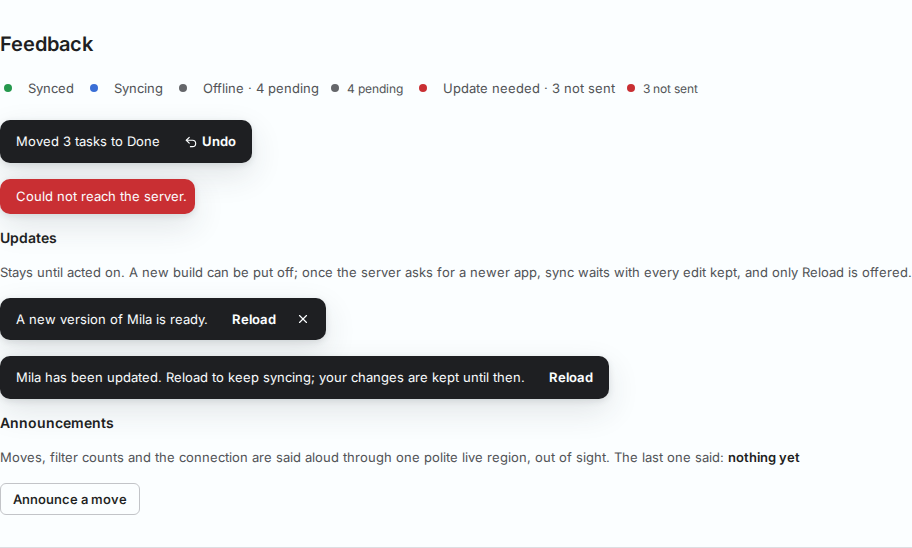 Feedback
Synced Syncing Offline · 4 pending 4 pending Update needed · 3 not sent 3 not sent
Moved 3 tasks to Done Undo
Could not reach the server.
Updates
Stays until acted on. A new build can be put off; once the server asks for a newer app, sync waits with every edit kept, and only Reload is offered.
A new version of Mila is ready. Reload
Mila has been updated. Reload to keep syncing; your changes are kept until then. Reload
Announcements
Moves, filter counts and the connection are said aloud through one polite live region, out of sight. The last one said: nothing yet
Announce a move